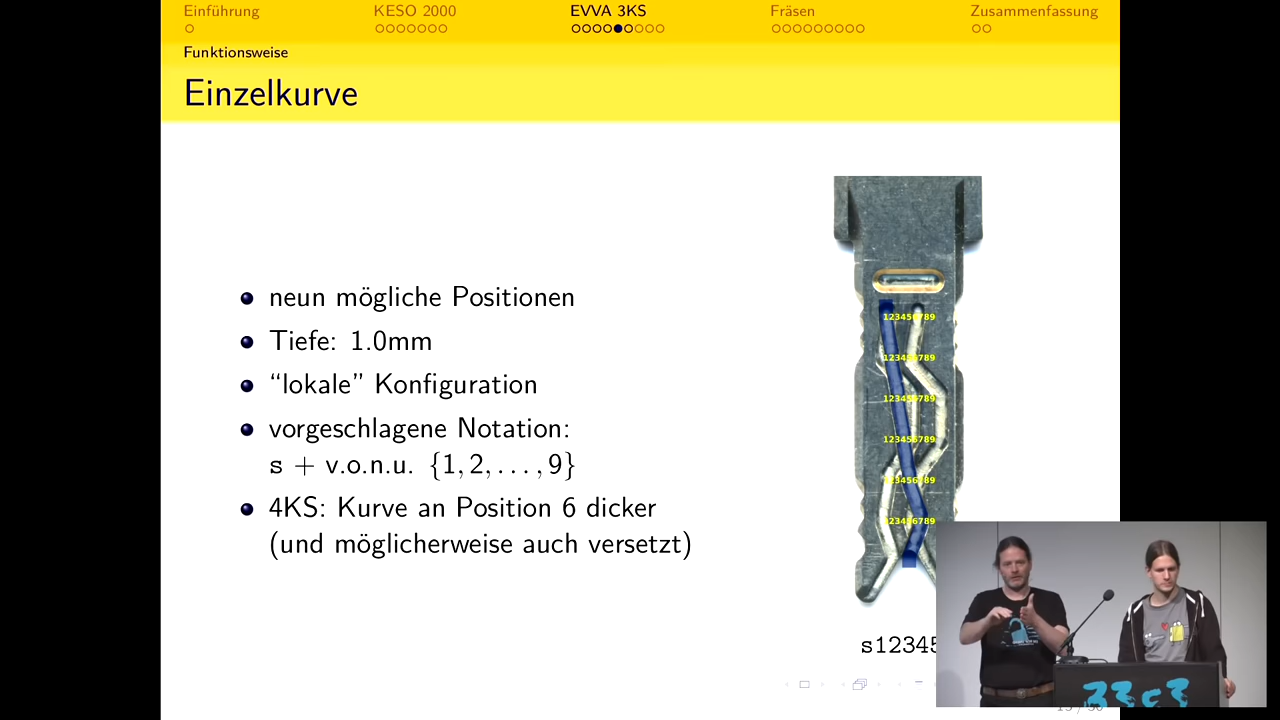 Einführung
KESO 2000
EVVA 3KS
Fräsen
Zusammenfassung
Funktionsweise
Einzelkurve
neun mögliche Positionen
Tiefe: 1.0mm
“lokale” Konfiguration
vorgeschlagene Notation:
s + v.o.n.u. {1, 2, . . . , 9}
4KS: Kurve an Position 6 dicker
(und möglicherweise auch versetzt)
123456789
123456789
123456789
123456789
123456789
123456789
s12345
33c3